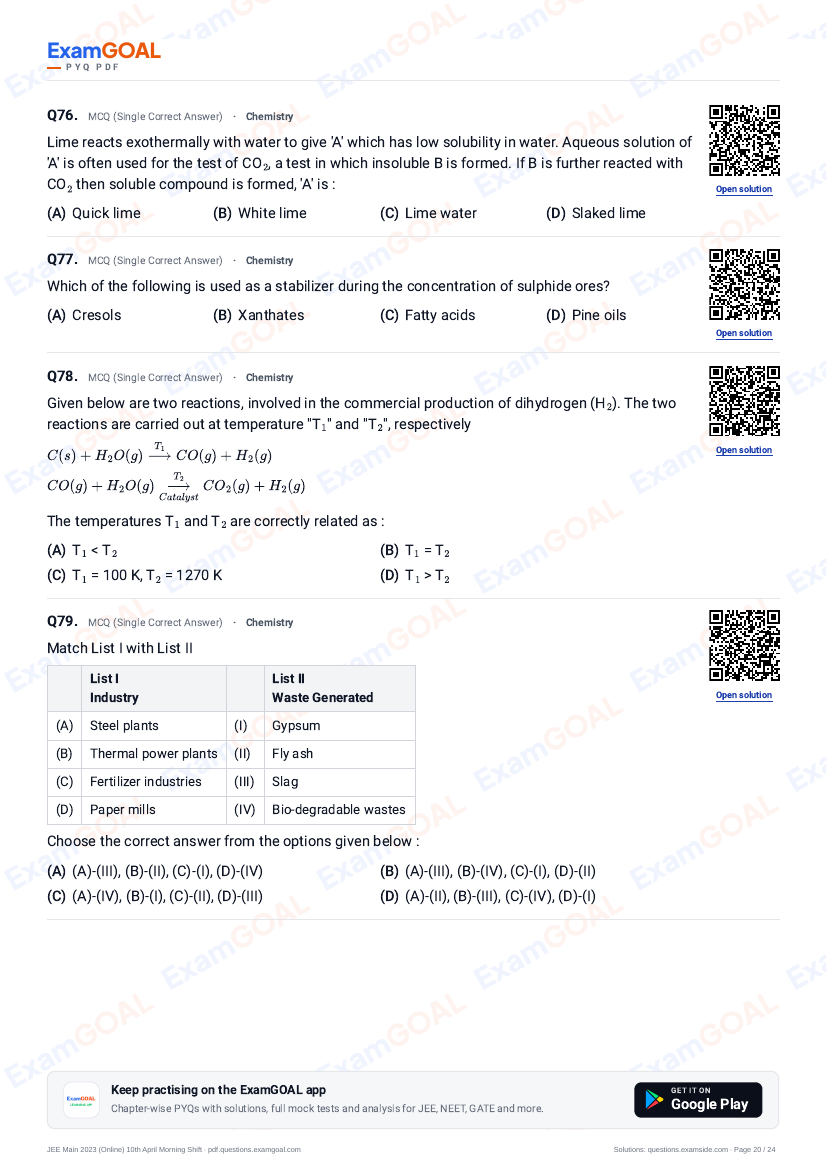 ExamGOAL
PYQ PDF
Q76. MCQ (Single Correct Answer) · Chemistry
Lime reacts exothermally with water to give 'A' which has low solubility in water. Aqueous solution of
'A' is often used for the test of CO₂, a test in which insoluble B is formed. If B is further reacted with
CO₂ then soluble compound is formed, 'A' is :
(A) Quick lime (B) White lime (C) Lime water (D) Slaked lime
Open solution
Q77. MCQ (Single Correct Answer) · Chemistry
Which of the following is used as a stabilizer during the concentration of sulphide ores?
(A) Cresols (B) Xanthates (C) Fatty acids (D) Pine oils
Open solution
Q78. MCQ (Single Correct Answer) · Chemistry
Given below are two reactions, involved in the commercial production of dihydrogen (H₂). The two
reactions are carried out at temperature "T₁" and "T₂", respectively
Open solution
C(s) + H₂O(g) \xrightarrow{T₁} CO(g) + H₂(g)
CO(g) + H₂O(g) \xrightarrow[Catalyst]{T₂} CO₂(g) + H₂(g)
The temperatures T₁ and T₂ are correctly related as :
(A) T₁ < T₂ (B) T₁ = T₂
(C) T₁ = 100 K, T₂ = 1270 K (D) T₁ > T₂
Q79. MCQ (Single Correct Answer) · Chemistry
Match List I with List II
Open solution
List I Industry List II Waste Generated
(A) Steel plants (I) Gypsum
(B) Thermal power plants (II) Fly ash
(C) Fertilizer industries (III) Slag
(D) Paper mills (IV) Bio-degradable wastes
Choose the correct answer from the options given below :
(A) (A)-(III), (B)-(II), (C)-(I), (D)-(IV) (B) (A)-(III), (B)-(IV), (C)-(I), (D)-(II)
(C) (A)-(IV), (B)-(I), (C)-(II), (D)-(III) (D) (A)-(II), (B)-(III), (C)-(IV), (D)-(I)
Keep practising on the ExamGOAL app
Chapter-wise PYQs with solutions, full mock tests and analysis for JEE, NEET, GATE and more.
GET IT ON
Google Play
JEE Main 2023 (Online) 10th April Morning Shift · pdf.questions.examgoal.com Solutions: questions.examside.com · Page 20 / 24